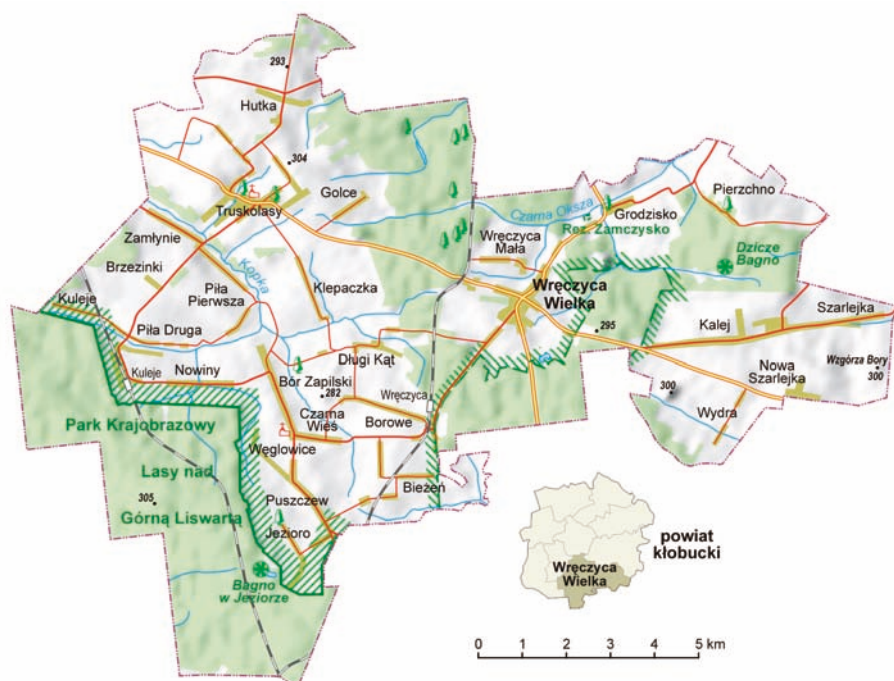 293
Hutka
304
Golce
Truskolasy
Zamłynie
Brzezinki
Kopka
Piła
Pierwsza
Klepaczka
Kuleje
Piła Druga
Kuleje
Nowiny
Długi Kąt
Bór Zapilski
282
Wręczyca
Czarna
Wieś
Borowe
Park Krajobrazowy
Węglowice
Lasy nad
305
Górną Liswartą
Puszczew
Bieżeń
Jezioro
Bagno
w Jeziorze
Pierzchno
Czarna Oksza
Grodzisko
Rez. Zamczysko
Wręczyca
Mała
Dzicze
Bagno
Wręczyca
Wielka
295
Szarlejka
Kalej
Nowa
Szarlejka
Wzgórza Bory
300
300
Wydra
powiat
kłobucki
Wręczyca
Wielka
0 1 2 3 4 5 km